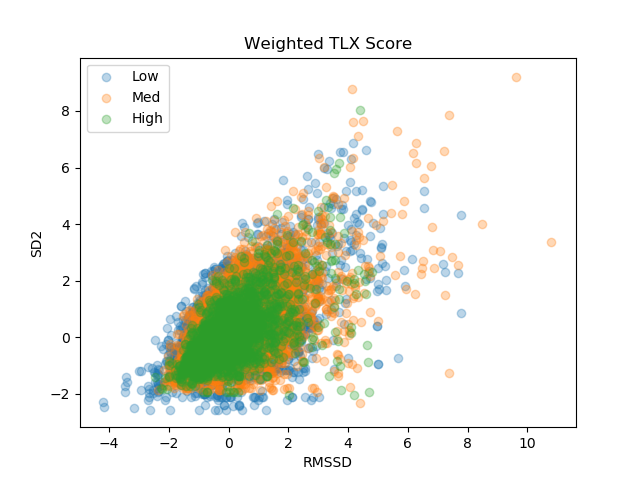 Weighted TLX Score
Low
Med
High
8
6
4
2
0
−2
SD2
−4 −2 0 2 4 6 8 10
RMSSD